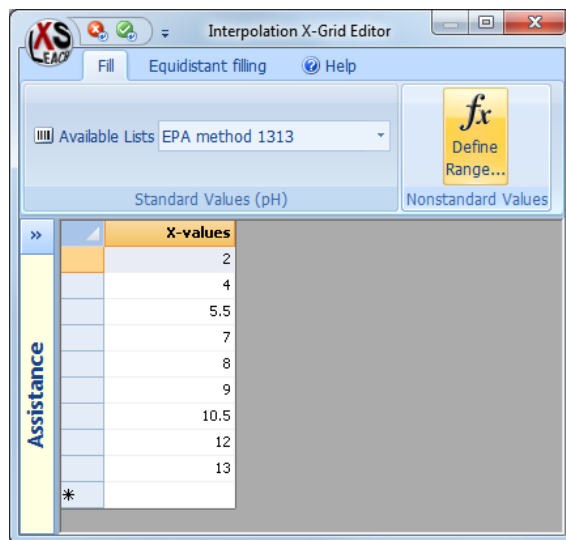 XS
LEACH
Interpolation X-Grid Editor
Fill Equidistant filling Help
Available Lists EPA method 1313
fx
Define
Range...
Standard Values (pH) Nonstandard Values
»
X-values
2
4
5.5
7
8
9
10.5
12
13
*
Assistance